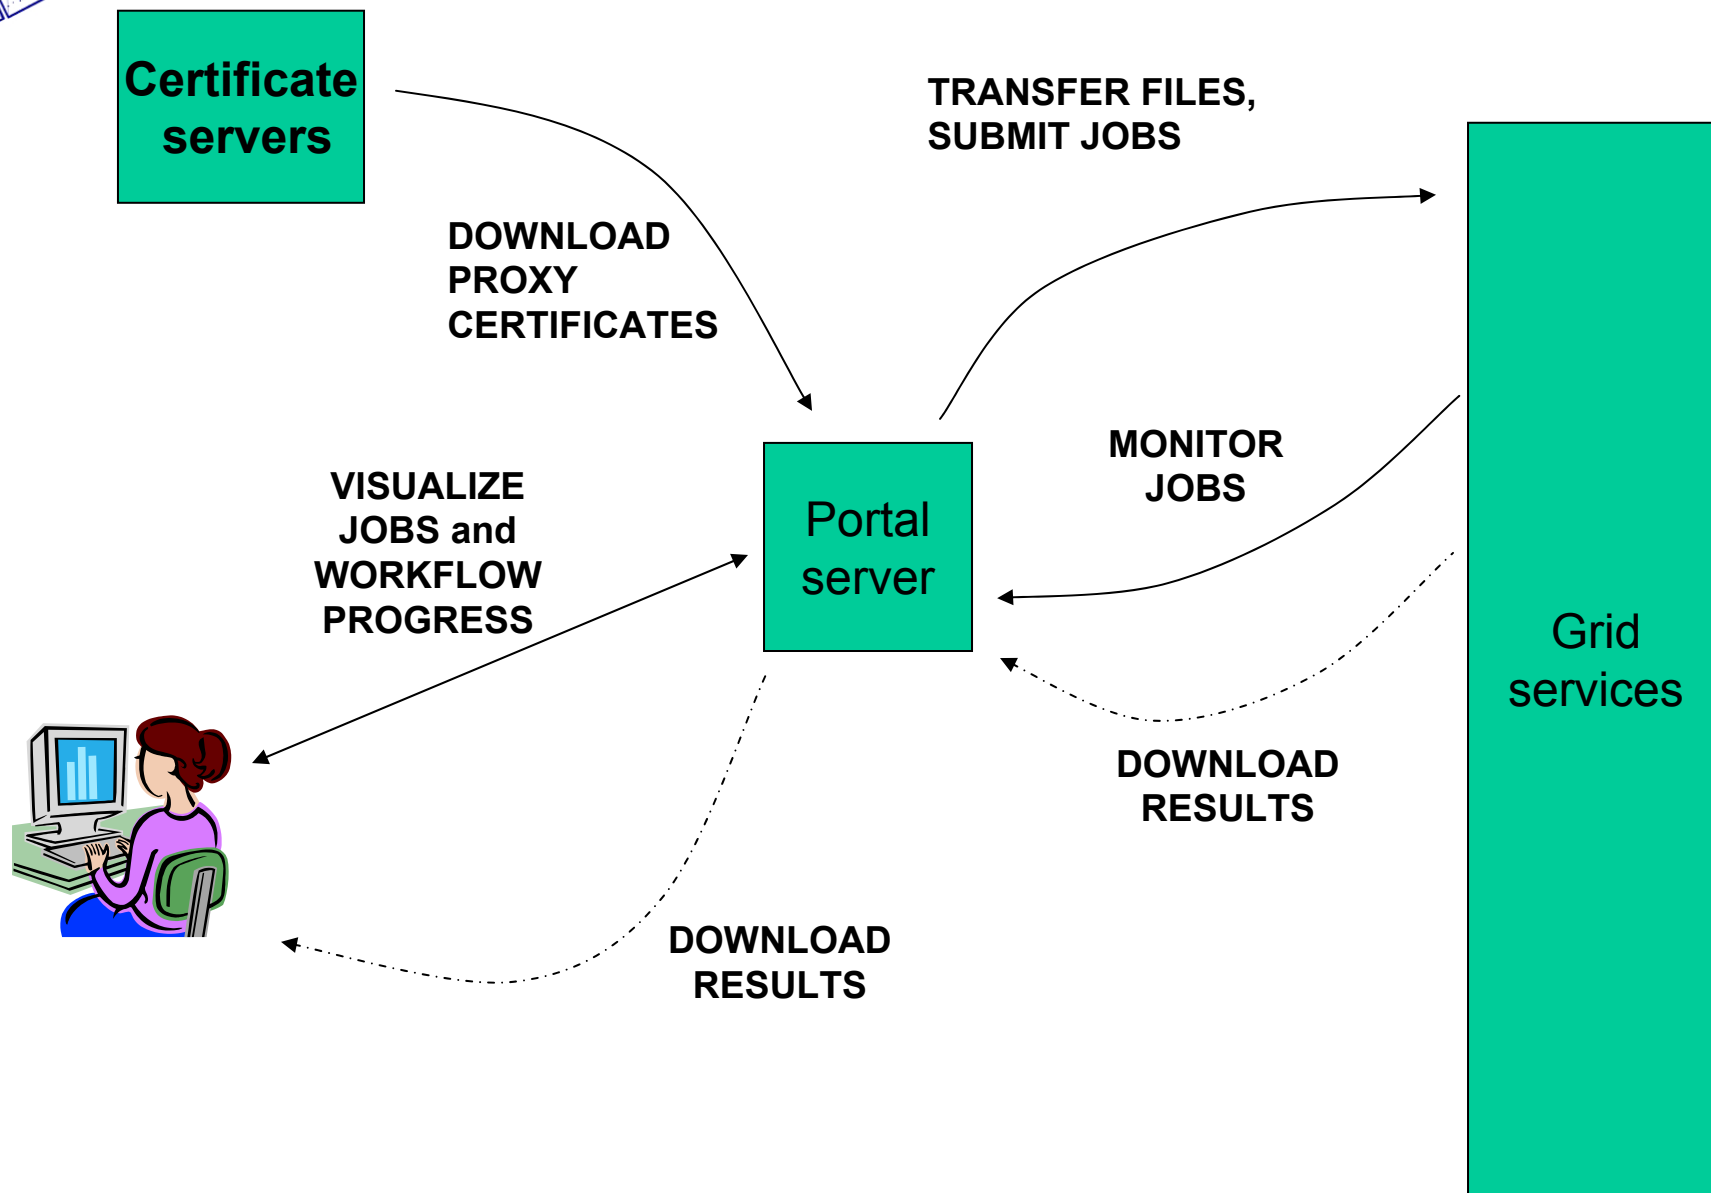 Certificate
servers
TRANSFER FILES,
SUBMIT JOBS
DOWNLOAD
PROXY
CERTIFICATES
MONITOR
JOBS
VISUALIZE
JOBS and
WORKFLOW
PROGRESS
Portal
server
Grid
services
DOWNLOAD
RESULTS
DOWNLOAD
RESULTS